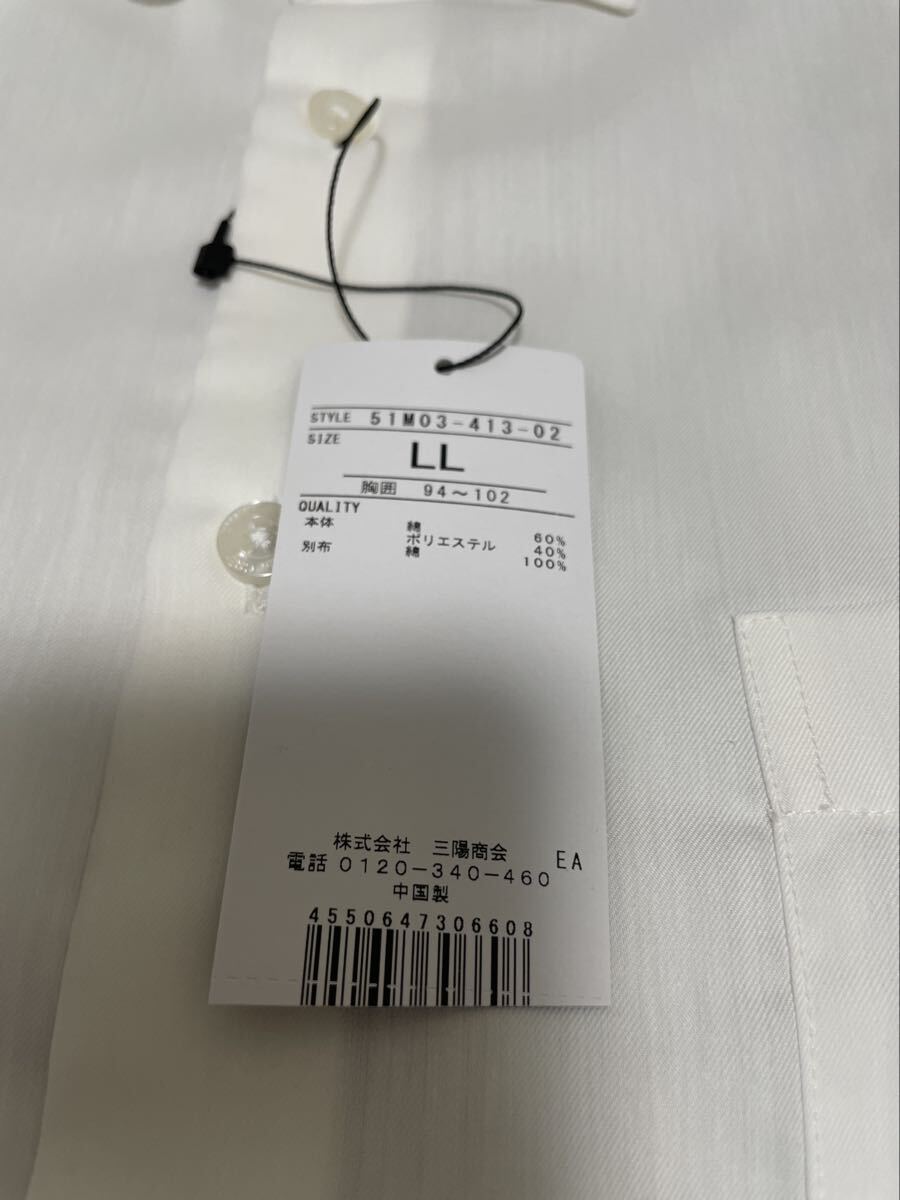 STYLE 51M03-413-02
SIZE
LL
胸囲 94～102
QUALITY
本体 綿 60%
ポリエステル 40%
別布 綿 100%
株式会社 三陽商会 EA
電話 0120-340-460
中国製
4550647306608